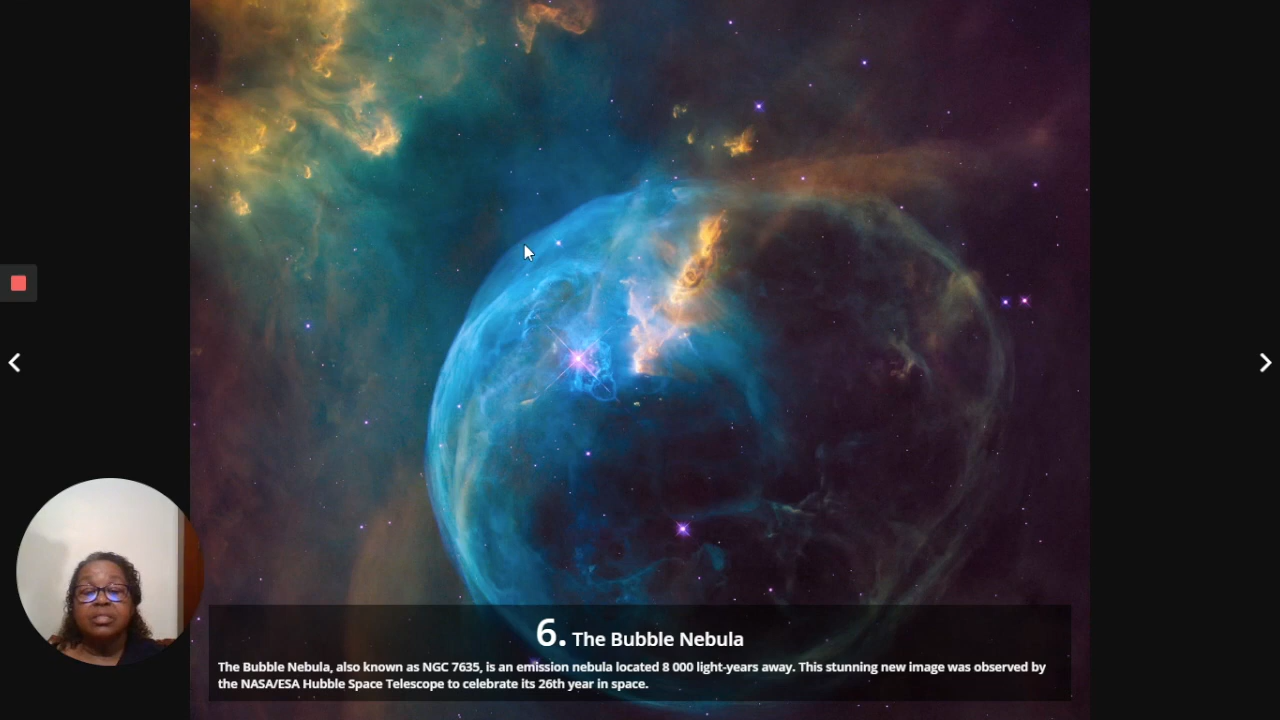 6. The Bubble Nebula
The Bubble Nebula, also known as NGC 7635, is an emission nebula located 8 000 light-years away. This stunning new image was observed by
the NASA/ESA Hubble Space Telescope to celebrate its 26th year in space.